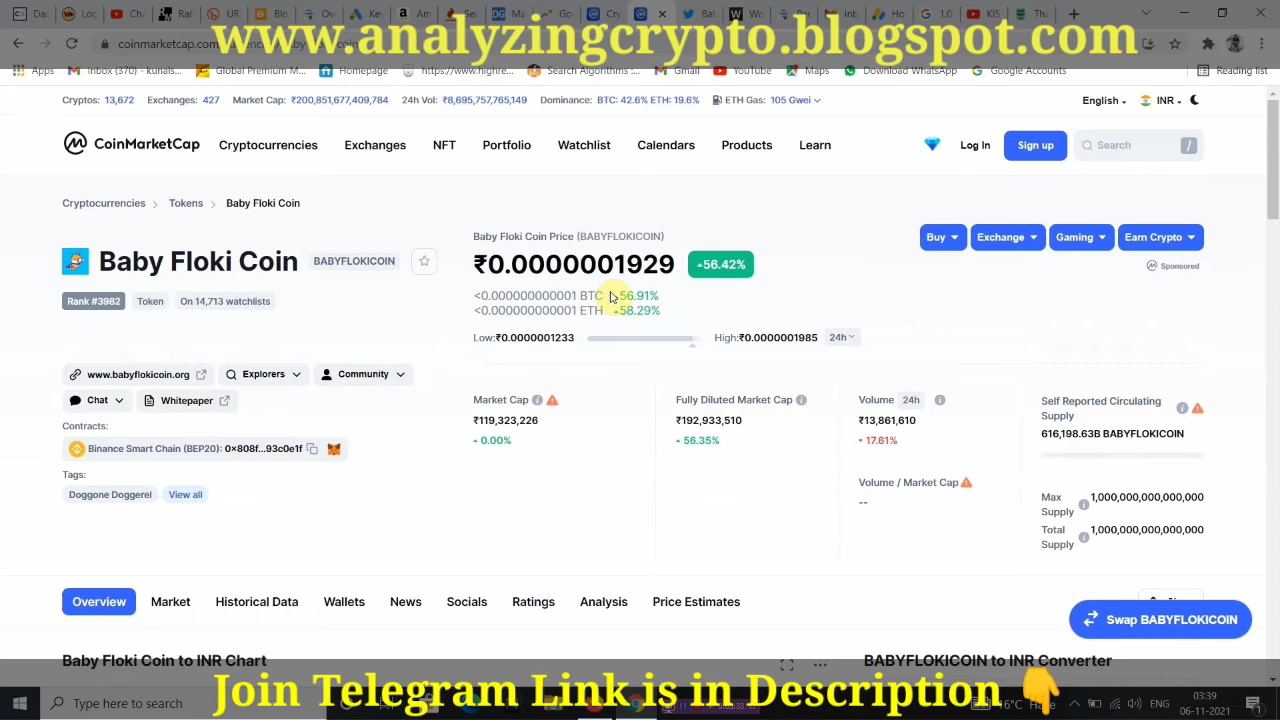 www.analyzingcrypto.blogspot.com
Apps
Inbox (370) - kunals...
Global Premium M...
Homepage
https://www.highre...
Search Algorithms :...
Gmail
YouTube
Maps
Download WhatsApp
Google Accounts
Reading list
Cryptos: 13,672 Exchanges: 427 Market Cap: ₹200,851,677,409,784 24h Vol: ₹8,695,757,765,149 Dominance: BTC: 42.6% ETH: 19.6% ETH Gas: 105 Gwei
English INR
CoinMarketCap Cryptocurrencies Exchanges NFT Portfolio Watchlist Calendars Products Learn Log In Sign up Search /
Cryptocurrencies > Tokens > Baby Floki Coin
Baby Floki Coin BABYFLOKICOIN
Rank #3982 Token On 14,713 watchlists
www.babyflokicoin.org Explorers Community
Chat Whitepaper
Contracts:
Binance Smart Chain (BEP20): 0x808f...93c0e1f
Tags:
Doggone Doggerel View all
Baby Floki Coin Price (BABYFLOKICOIN)
₹0.0000001929 56.42%
<0.000000000001 BTC 56.91%
<0.000000000001 ETH 58.29%
Low:₹0.0000001233 High:₹0.0000001985 24h
Buy Exchange Gaming Earn Crypto
Sponsored
Market Cap
₹119,323,226
0.00%
Fully Diluted Market Cap
₹192,933,510
56.35%
Volume 24h
₹13,861,610
17.61%
Volume / Market Cap
--
Self Reported Circulating
Supply
616,198.63B BABYFLOKICOIN
Max
Supply
1,000,000,000,000,000
Total
Supply
1,000,000,000,000,000
Overview Market Historical Data Wallets News Socials Ratings Analysis Price Estimates
Swap BABYFLOKICOIN
Baby Floki Coin to INR Chart
BABYFLOKICOIN to INR Converter
Join Telegram Link is in Description
Type here to search
16°C
ENG
03:39
06-11-2021